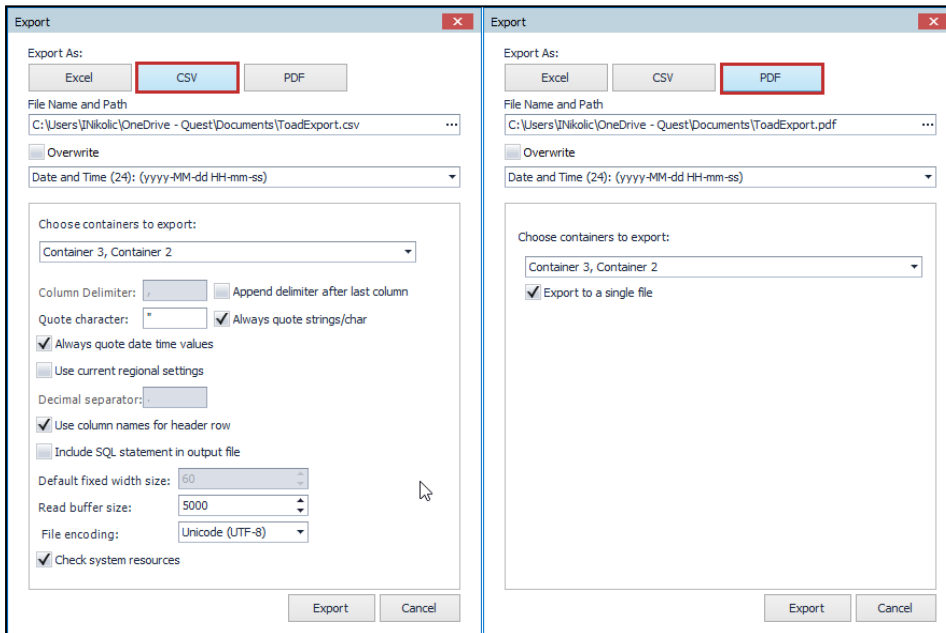 Export
Export As:
Excel CSV PDF
File Name and Path
C:\Users\INikolic\OneDrive - Quest\Documents\ToadExport.csv ...
Overwrite
Date and Time (24): (yyyy-MM-dd HH-mm-ss)
Choose containers to export:
Container 3, Container 2
Column Delimiter: , Append delimiter after last column
Quote character: " Always quote strings/char
Always quote date time values
Use current regional settings
Decimal separator: .
Use column names for header row
Include SQL statement in output file
Default fixed width size: 60
Read buffer size: 5000
File encoding: Unicode (UTF-8)
Check system resources
Export Cancel
Export
Export As:
Excel CSV PDF
File Name and Path
C:\Users\INikolic\OneDrive - Quest\Documents\ToadExport.pdf ...
Overwrite
Date and Time (24): (yyyy-MM-dd HH-mm-ss)
Choose containers to export:
Container 3, Container 2
Export to a single file
Export Cancel